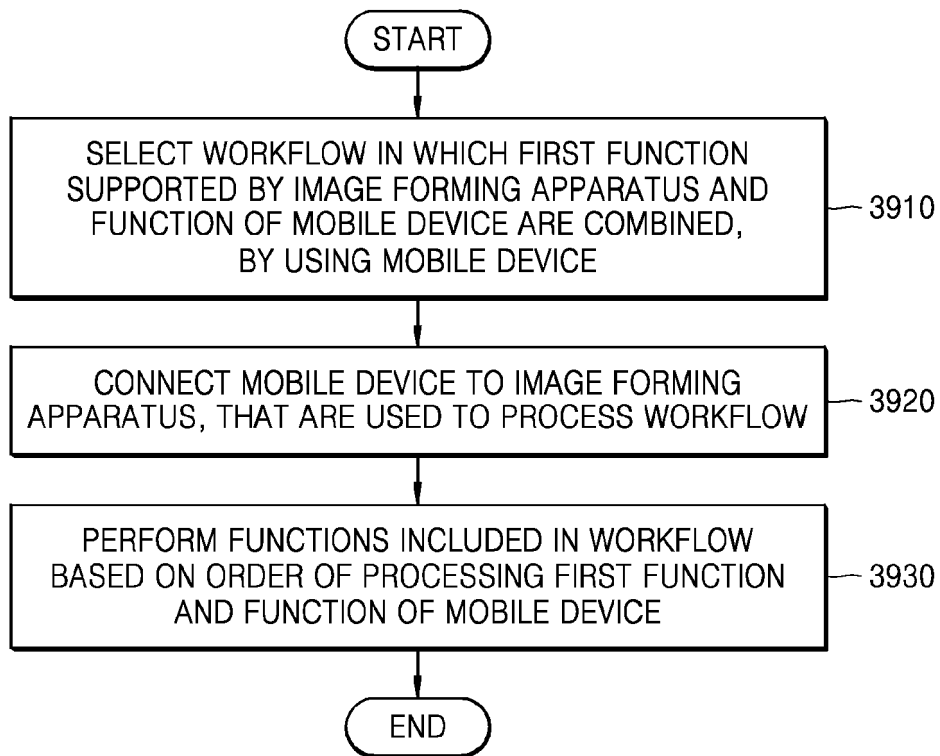 START
SELECT WORKFLOW IN WHICH FIRST FUNCTION
SUPPORTED BY IMAGE FORMING APPARATUS AND
FUNCTION OF MOBILE DEVICE ARE COMBINED,
BY USING MOBILE DEVICE
3910
CONNECT MOBILE DEVICE TO IMAGE FORMING
APPARATUS, THAT ARE USED TO PROCESS WORKFLOW
3920
PERFORM FUNCTIONS INCLUDED IN WORKFLOW
BASED ON ORDER OF PROCESSING FIRST FUNCTION
AND FUNCTION OF MOBILE DEVICE
3930
END